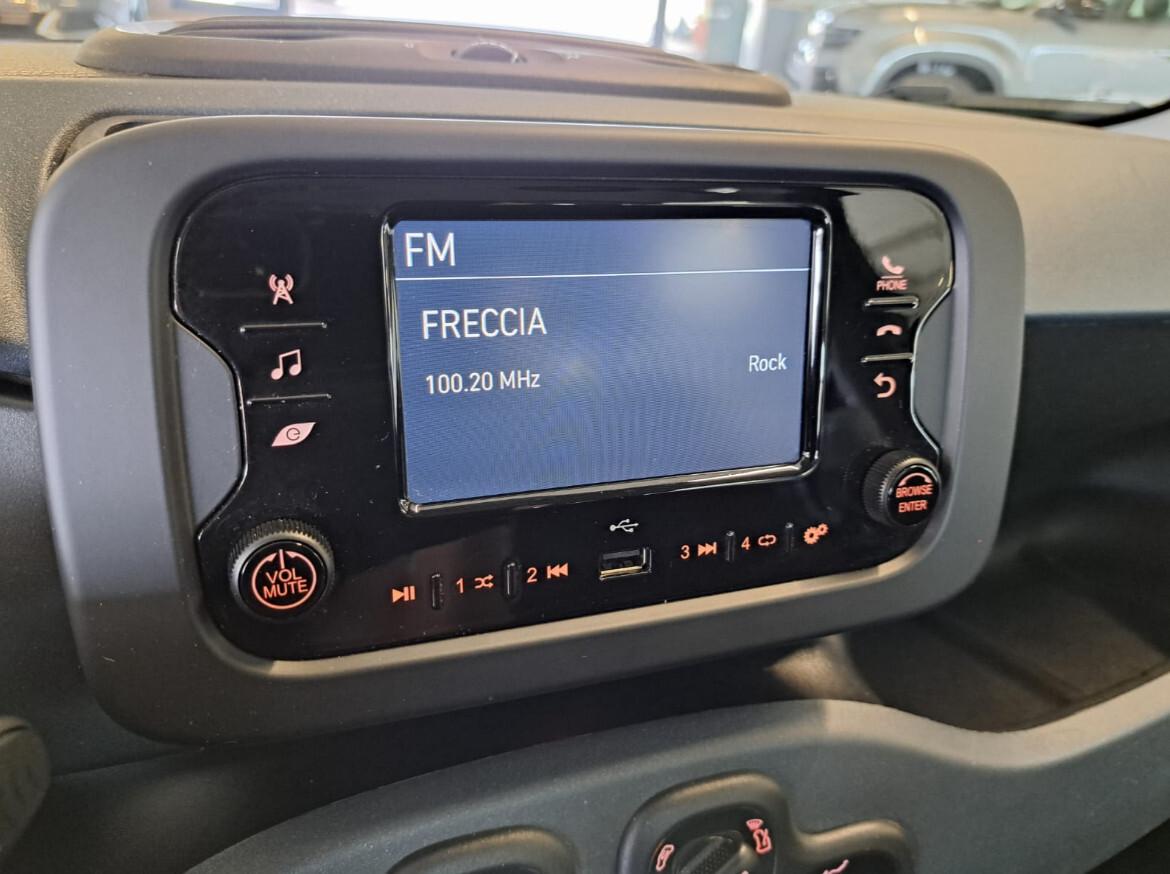 FM
FRECCIA
100.20 MHz
Rock
PHONE
VOL
MUTE
1
2
3
4
BROWSE
ENTER